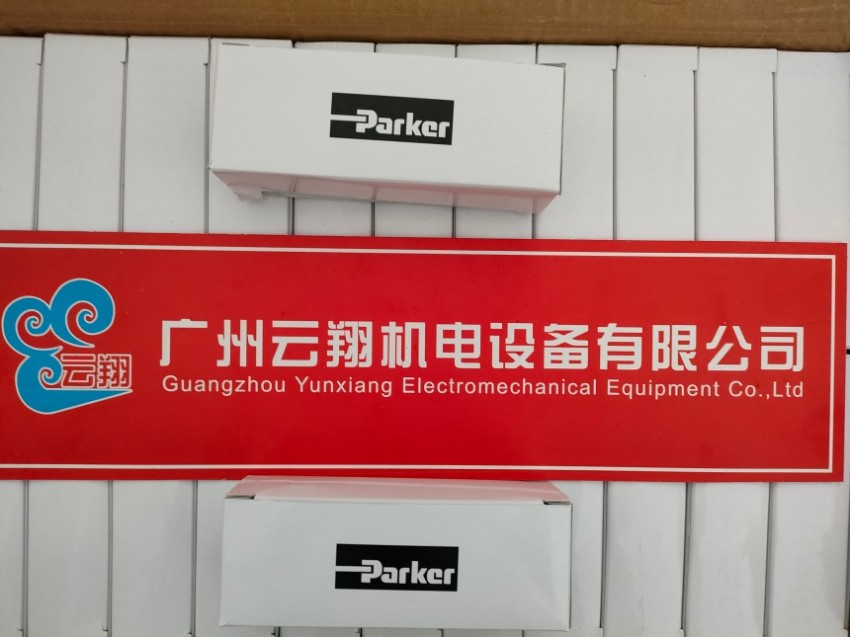 Parker
广州云翔机电设备有限公司
云翔
Guangzhou Yunxiang Electromechanical Equipment Co.,Ltd
Parker